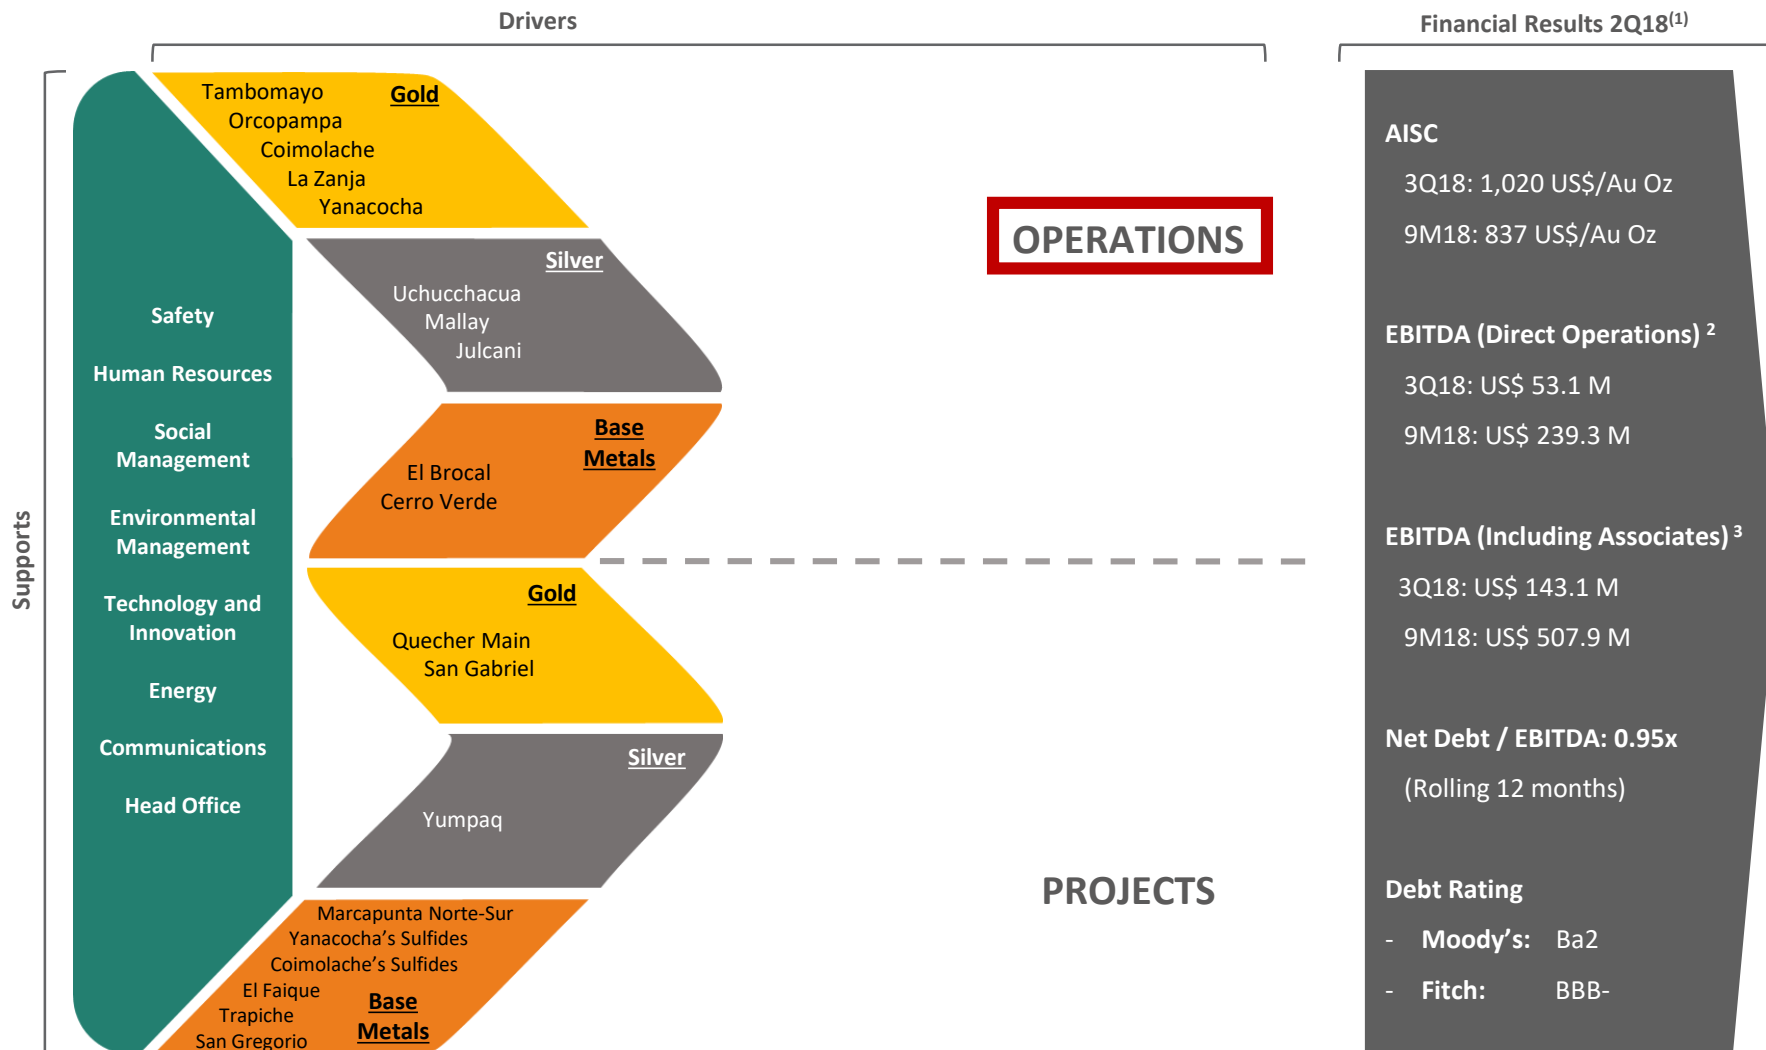 Drivers
Financial Results 2Q18(1)
Supports
Safety
Human Resources
Social
Management
Environmental
Management
Technology and
Innovation
Energy
Communications
Head Office
Gold
Tambomayo
Orcopampa
Coimolache
La Zanja
Yanacocha
Silver
Uchucchacua
Mallay
Julcani
Base
Metals
El Brocal
Cerro Verde
OPERATIONS
Gold
Quecher Main
San Gabriel
Silver
Yumpaq
Marcapunta Norte-Sur
Yanacocha’s Sulfides
Coimolache’s Sulfides
El Faique
Trapiche
San Gregorio
Base
Metals
PROJECTS
AISC
3Q18: 1,020 US$/Au Oz
9M18: 837 US$/Au Oz
EBITDA (Direct Operations) 2
3Q18: US$ 53.1 M
9M18: US$ 239.3 M
EBITDA (Including Associates) 3
3Q18: US$ 143.1 M
9M18: US$ 507.9 M
Net Debt / EBITDA: 0.95x
(Rolling 12 months)
Debt Rating
- Moody’s: Ba2
- Fitch: BBB-